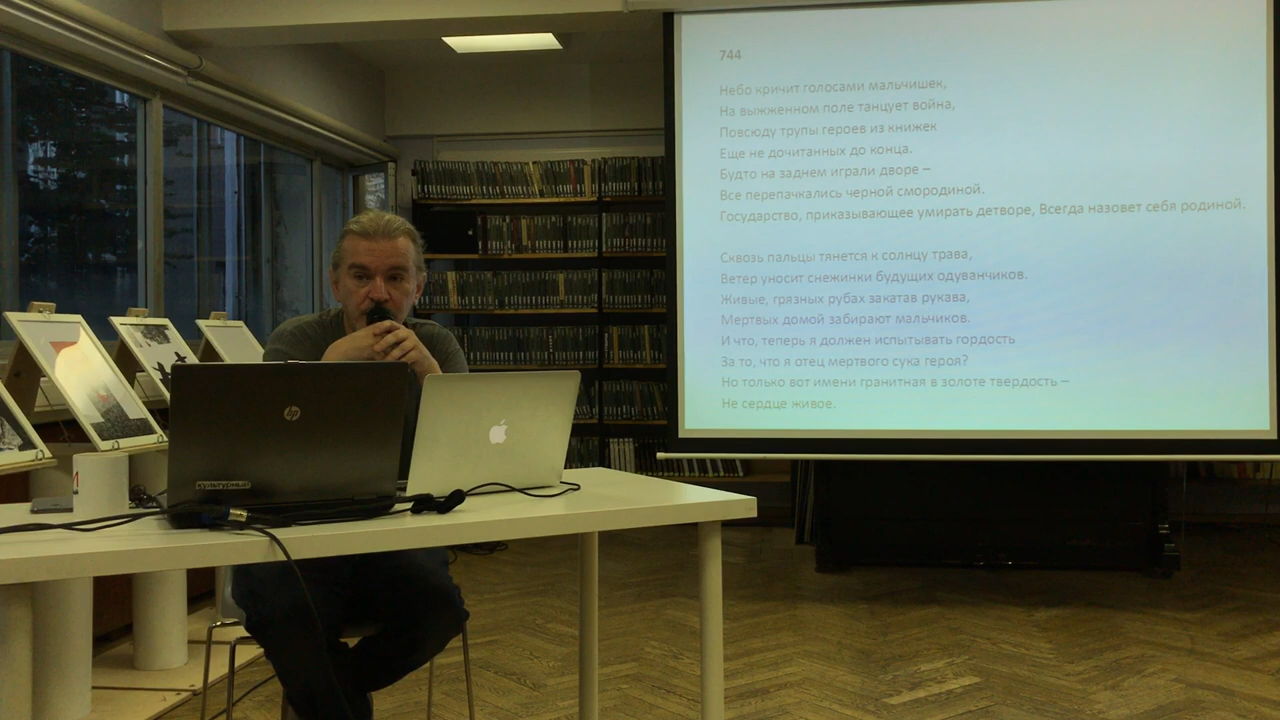 744
Небо кричит голосами мальчишек,
На выжженном поле танцует война,
Повсюду трупы героев из книжек
Еще не дочитанных до конца.
Будто на заднем играли дворе –
Все перепачкались черной смородиной.
Государство, приказывающее умирать детворе, Всегда назовет себя родиной.
Сквозь пальцы тянется к солнцу трава,
Ветер уносит снежинки будущих одуванчиков.
Живые, грязных рубах закатав рукава,
Мертвых домой забирают мальчиков.
И что, теперь я должен испытывать гордость
За то, что я отец мертвого сука героя?
Но только вот имени гранитная в золоте твердость –
Не сердце живое.
hp
культурный